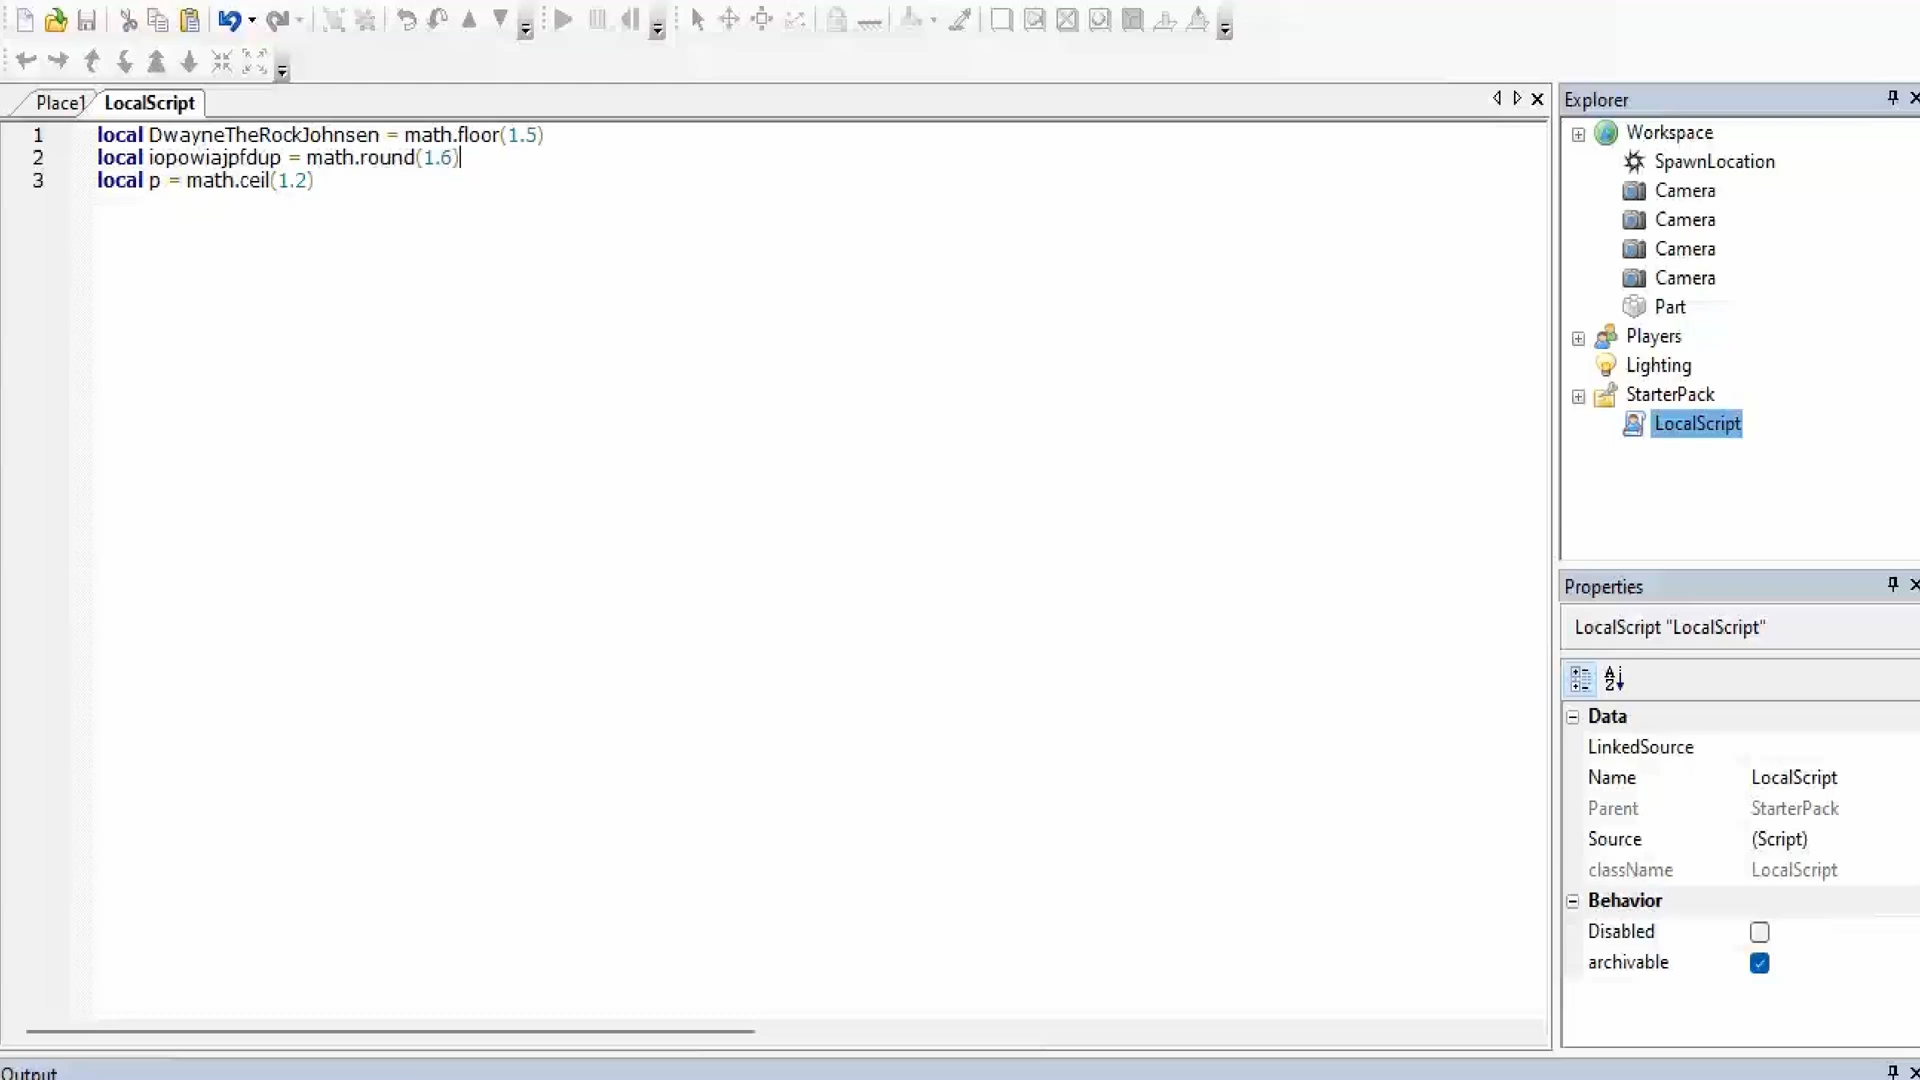 Place1
LocalScript
1 local DwayneTheRockJohnsen = math.floor(1.5)
2 local iopowiajpfdup = math.round(1.6)
3 local p = math.ceil(1.2)
Explorer
Workspace
SpawnLocation
Camera
Camera
Camera
Camera
Part
Players
Lighting
StarterPack
LocalScript
Properties
LocalScript "LocalScript"
Data
LinkedSource
Name LocalScript
Parent StarterPack
Source (Script)
className LocalScript
Behavior
Disabled
archivable
Output